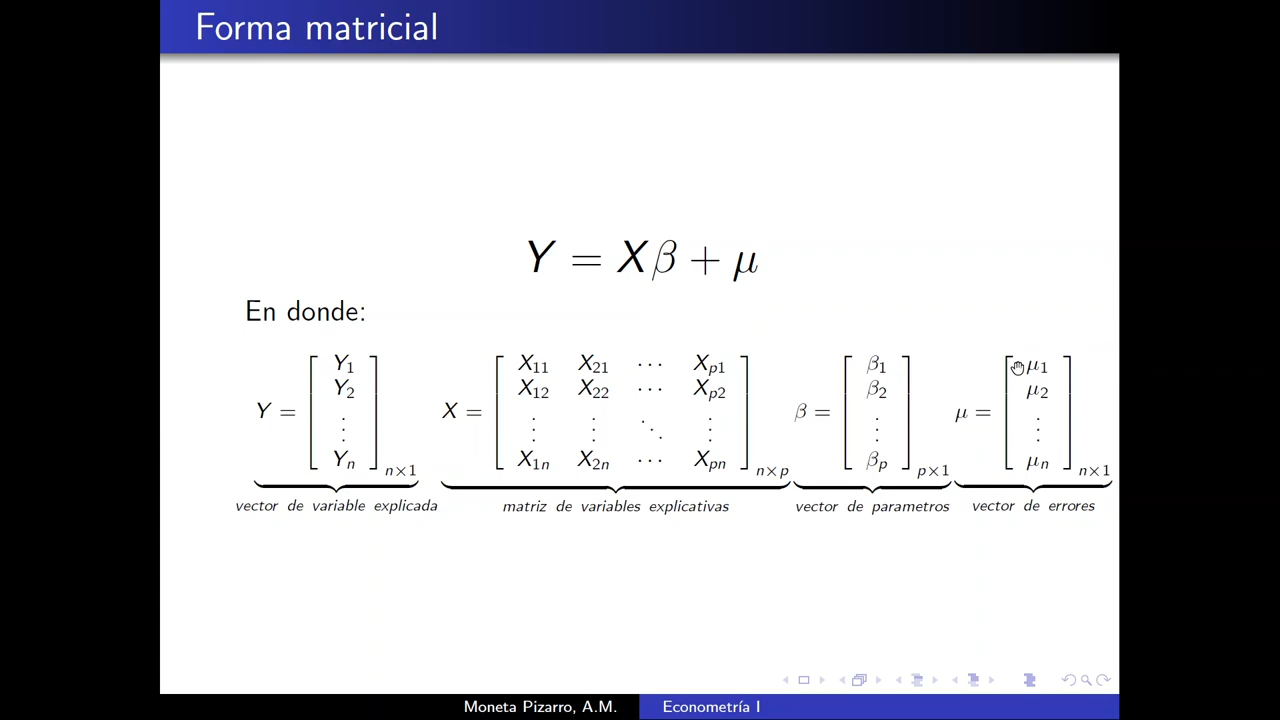 Forma matricial
Y = Xβ + μ
En donde:
Y = [ Y₁ Y₂ ⋮ Yₙ ] n×1
vector de variable explicada
X = [ X₁₁ X₂₁ ⋯ Xₚ₁
X₁₂ X₂₂ ⋯ Xₚ₂
⋮ ⋮ ⋱ ⋮
X₁ₙ X₂ₙ ⋯ Xₚₙ ] n×p
matriz de variables explicativas
β = [ β₁ β₂ ⋮ βₚ ] p×1
vector de parametros
μ = [ μ₁ μ₂ ⋮ μₙ ] n×1
vector de errores
Moneta Pizarro, A.M.
Econometría I